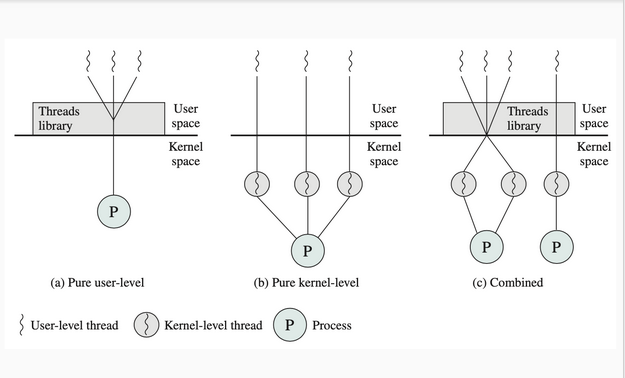 Threads
library
User
space
Kernel
space
P
(a) Pure user-level
User
space
Kernel
space
P
(b) Pure kernel-level
Threads
library
User
space
Kernel
space
P
P
(c) Combined
User-level thread
Kernel-level thread
P
Process